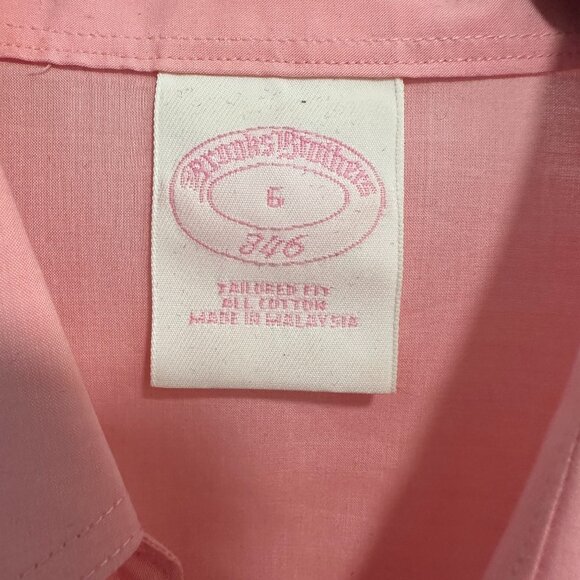 Brooks Brothers
6
346
TAILORED FIT
ALL COTTON
MADE IN MALAYSIA